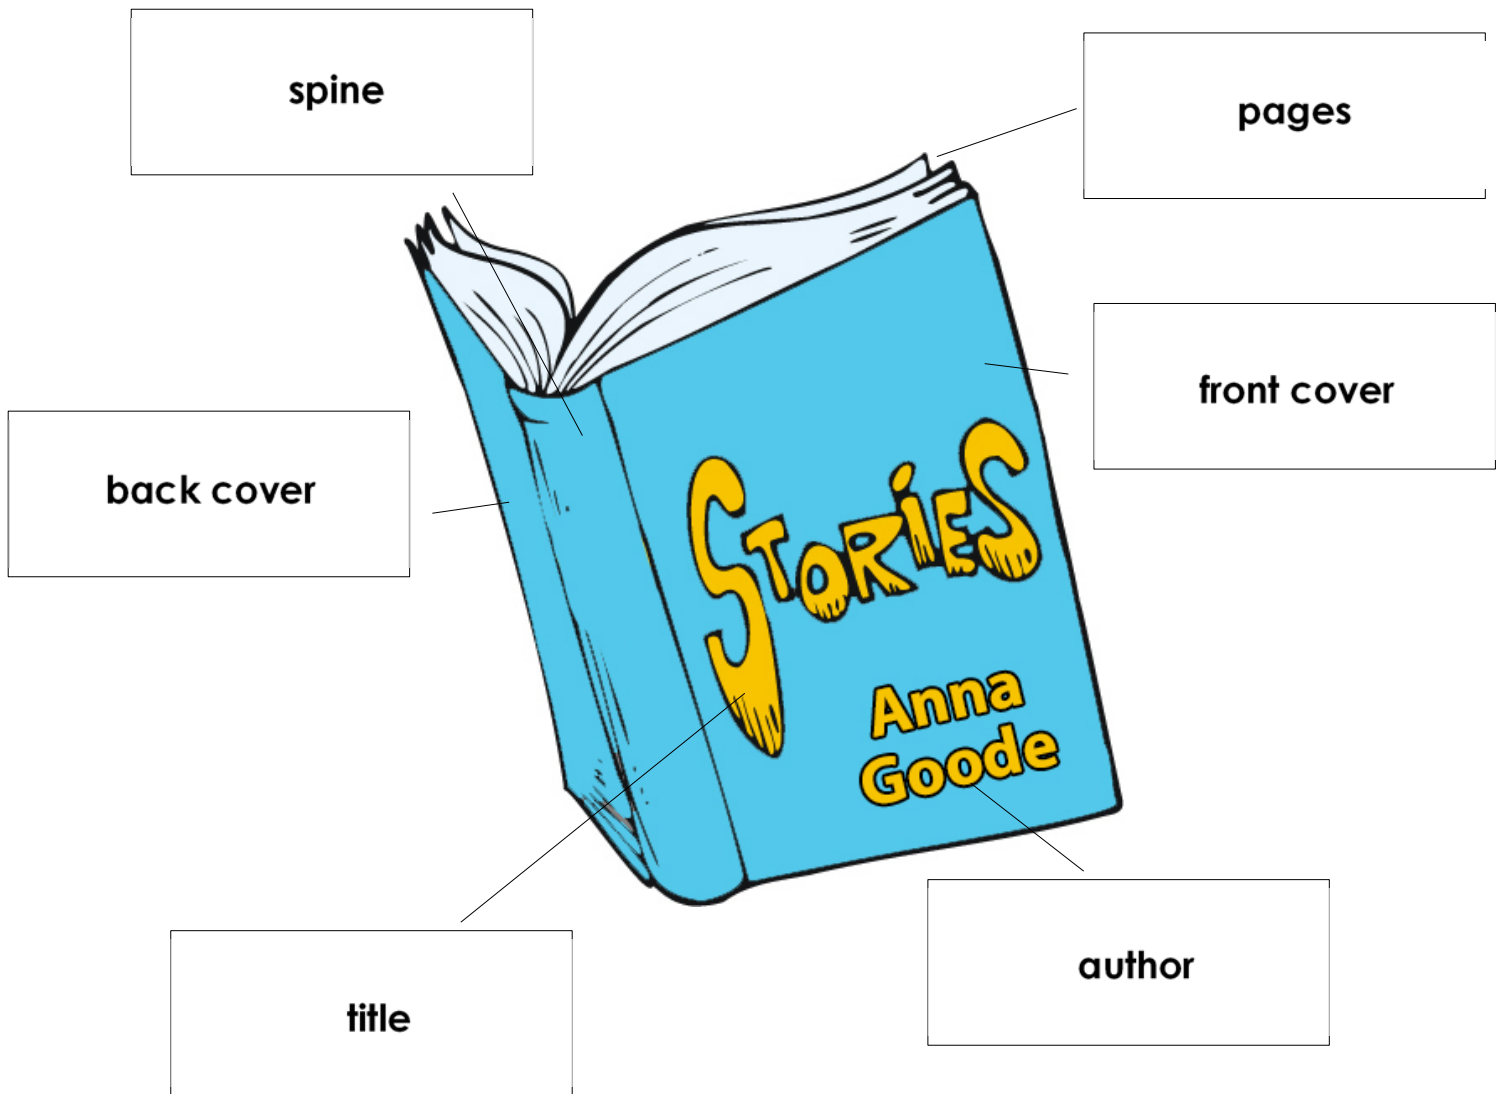 spine
pages
front cover
back cover
STORiES
Anna
Goode
author
title